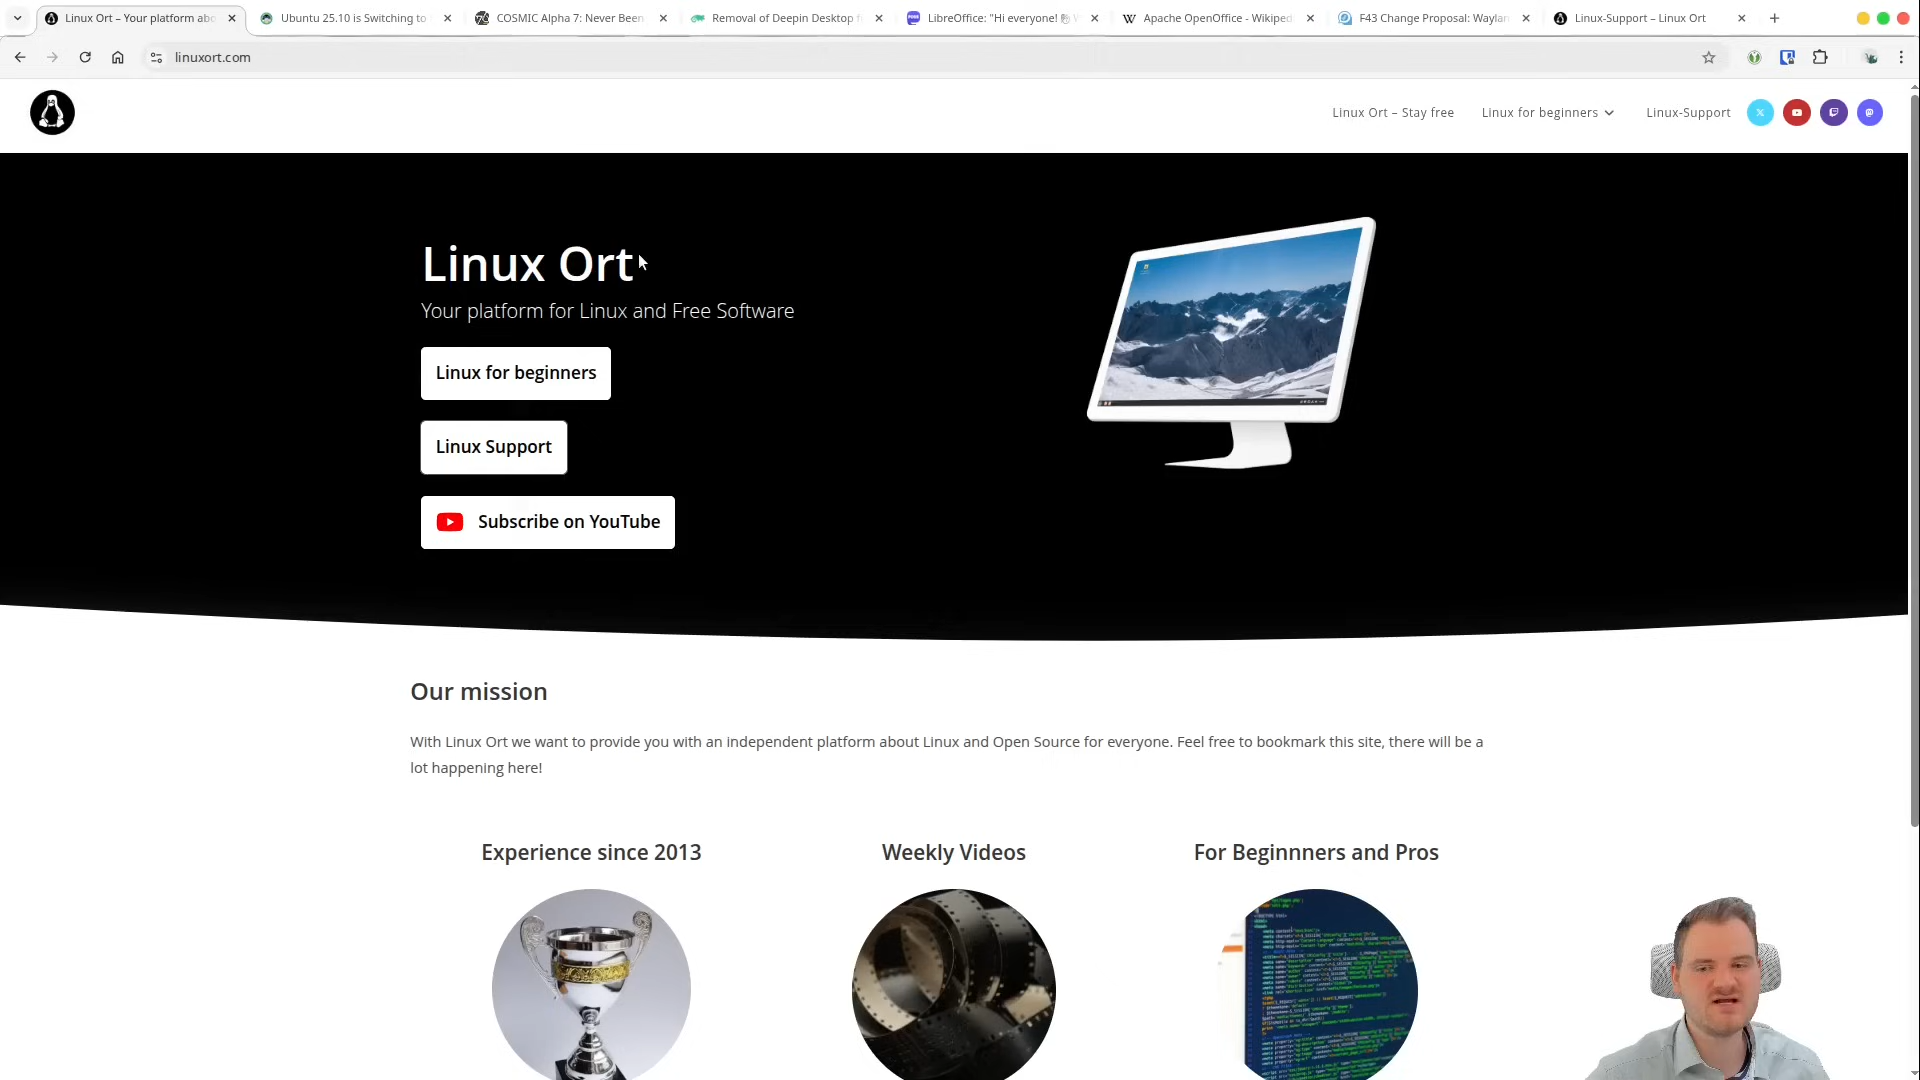 Linux Ort – Your platform abo
Ubuntu 25.10 is Switching to
COSMIC Alpha 7: Never Been
Removal of Deepin Desktop f
LibreOffice: "Hi everyone!
Apache OpenOffice - Wikiped
F43 Change Proposal: Waylan
Linux-Support – Linux Ort
linuxort.com
Linux Ort – Stay free
Linux for beginners
Linux-Support
Linux Ort
Your platform for Linux and Free Software
Linux for beginners
Linux Support
Subscribe on YouTube
Our mission
With Linux Ort we want to provide you with an independent platform about Linux and Open Source for everyone. Feel free to bookmark this site, there will be a
lot happening here!
Experience since 2013
Weekly Videos
For Beginnners and Pros